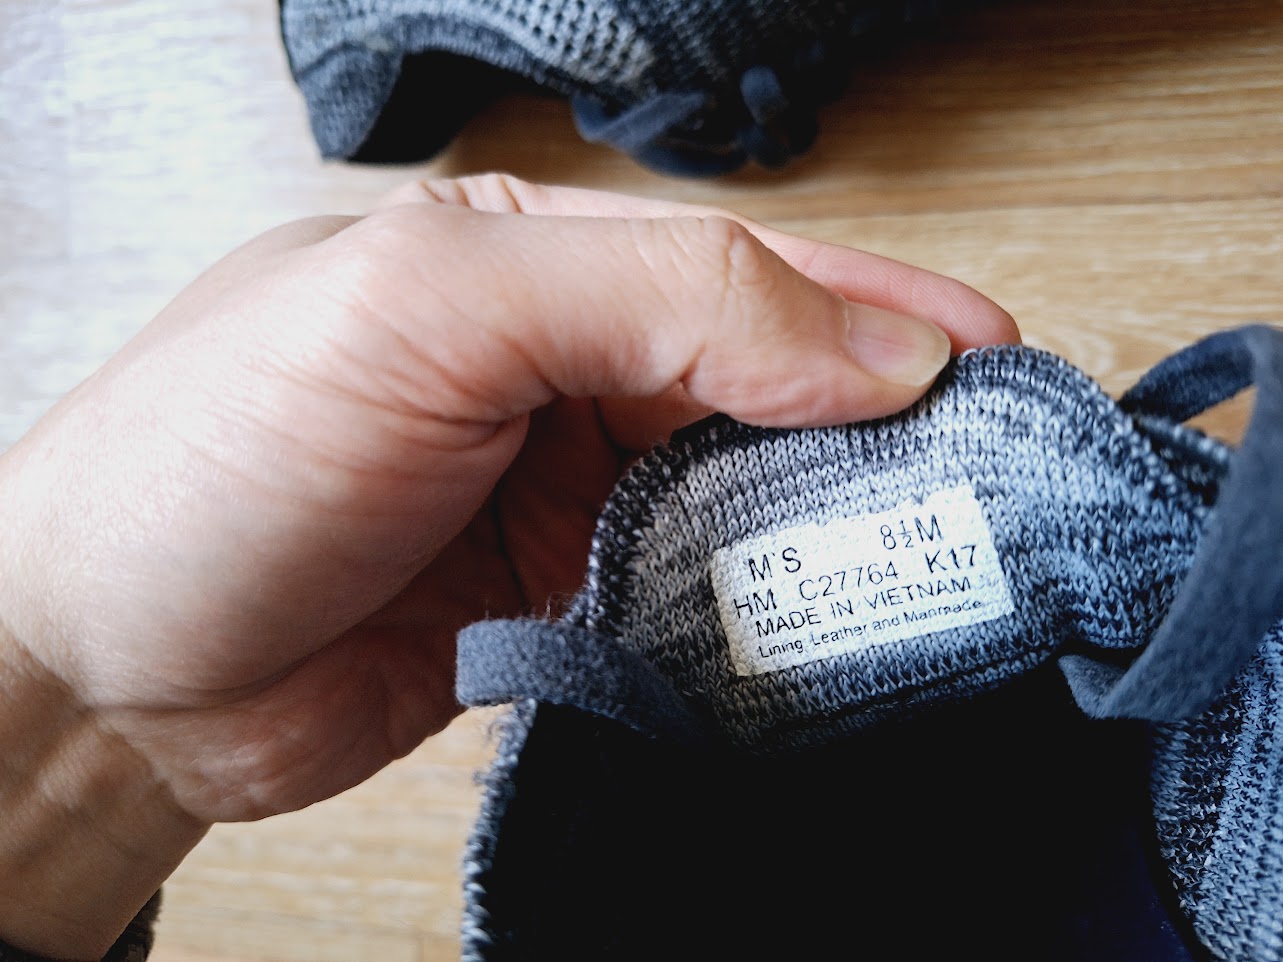 M'S 8½M
HM C27764 K17
MADE IN VIETNAM
Lining Leather and Manmade